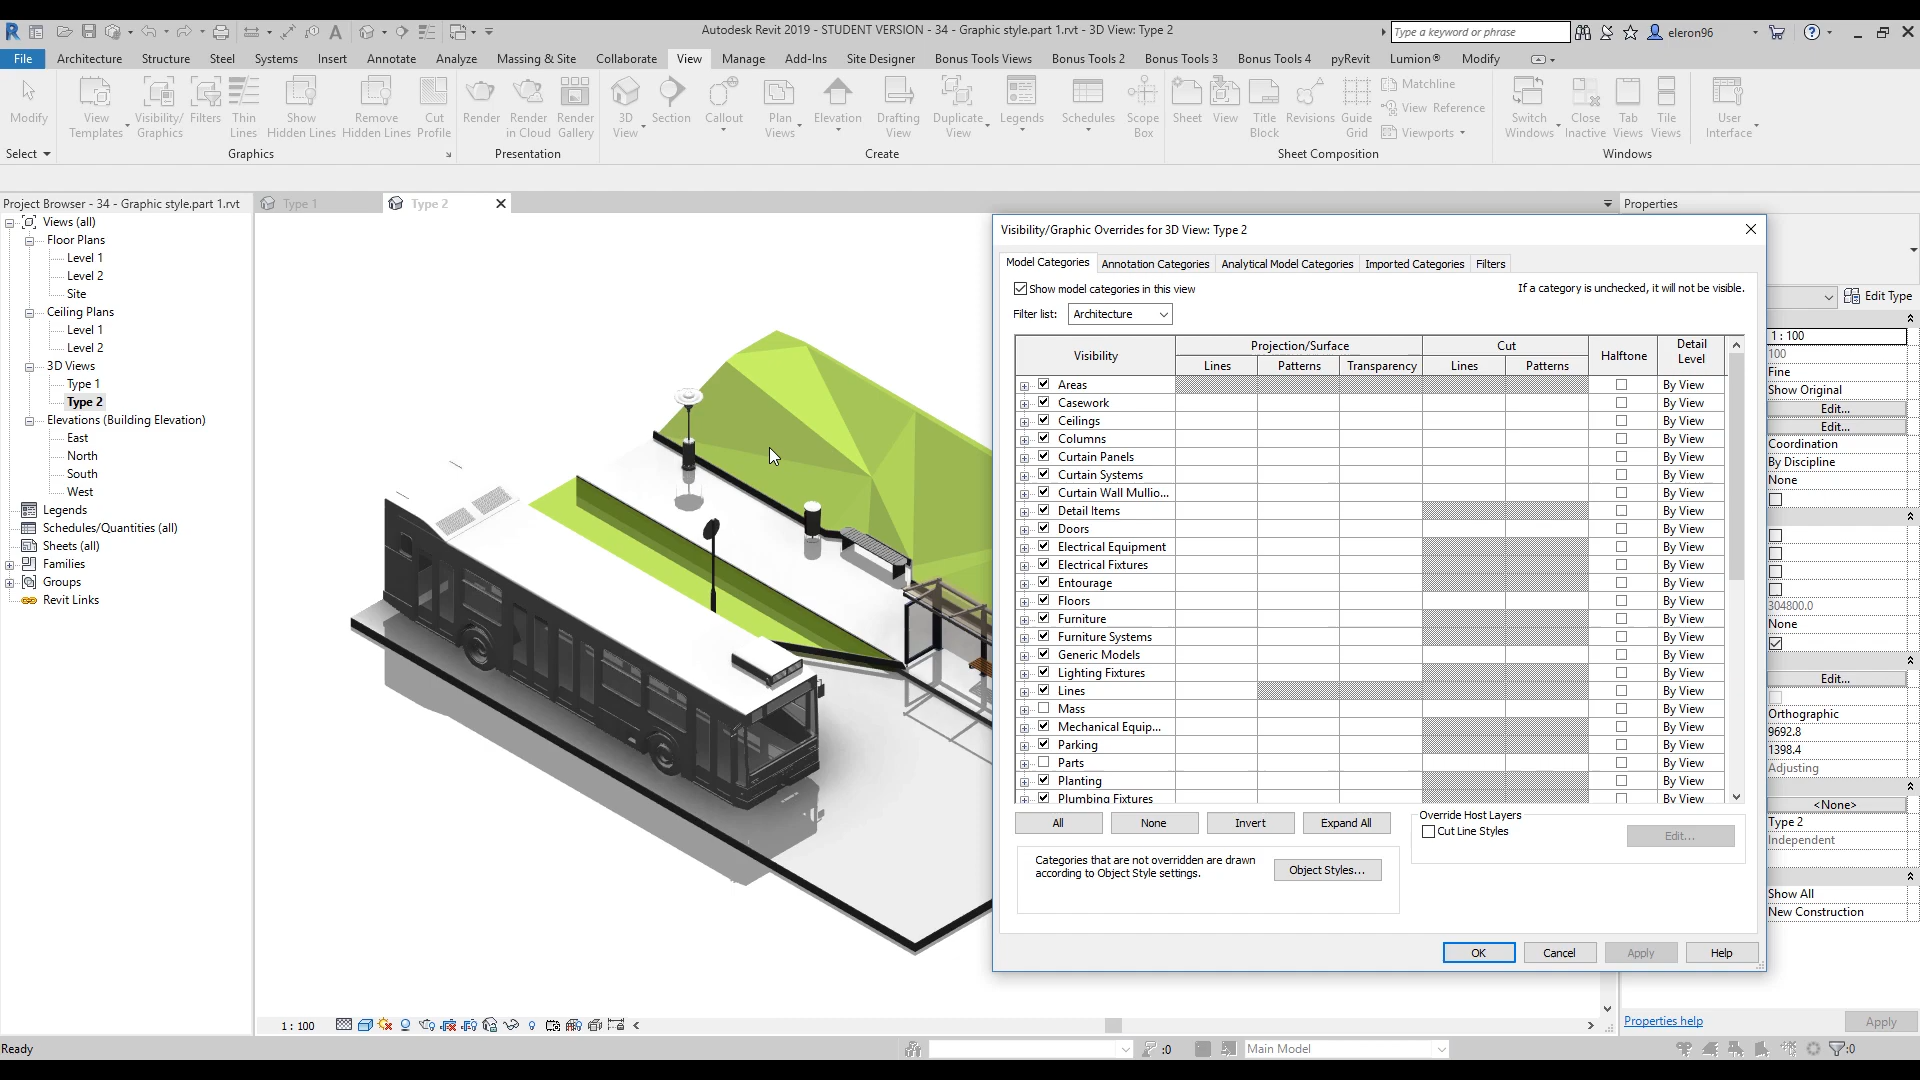 Autodesk Revit 2019 - STUDENT VERSION - 34 - Graphic style.part 1.rvt - 3D View: Type 2
Type a keyword or phrase
eleron96
File Architecture Structure Steel Systems Insert Annotate Analyze Massing & Site Collaborate View Manage Add-Ins Site Designer Bonus Tools Views Bonus Tools 2 Bonus Tools 3 Bonus Tools 4 pyRevit Lumion® Modify
Modify
View Templates
Visibility/ Graphics
Filters
Thin Lines
Show Hidden Lines
Remove Hidden Lines
Cut Profile
Render
Render in Cloud
Render Gallery
3D View
Section
Callout
Plan Views
Elevation
Drafting View
Duplicate View
Legends
Schedules
Scope Box
Sheet
View
Title Block
Revisions
Guide Grid
Matchline
View Reference
Viewports
Switch Windows
Close Inactive
Tab Views
Tile Views
User Interface
Select Graphics Presentation Create Sheet Composition Windows
Project Browser - 34 - Graphic style.part 1.rvt
Views (all)
Floor Plans
Level 1
Level 2
Site
Ceiling Plans
Level 1
Level 2
3D Views
Type 1
Type 2
Elevations (Building Elevation)
East
North
South
West
Legends
Schedules/Quantities (all)
Sheets (all)
Families
Groups
Revit Links
Type 1
Type 2
Visibility/Graphic Overrides for 3D View: Type 2
Model Categories Annotation Categories Analytical Model Categories Imported Categories Filters
Show model categories in this view
If a category is unchecked, it will not be visible.
Filter list: Architecture
Visibility Projection/Surface Cut Halftone Detail Level
Lines Patterns Transparency Lines Patterns
Areas By View
Casework By View
Ceilings By View
Columns By View
Curtain Panels By View
Curtain Systems By View
Curtain Wall Mullio... By View
Detail Items By View
Doors By View
Electrical Equipment By View
Electrical Fixtures By View
Entourage By View
Floors By View
Furniture By View
Furniture Systems By View
Generic Models By View
Lighting Fixtures By View
Lines By View
Mass By View
Mechanical Equip... By View
Parking By View
Parts By View
Planting By View
Plumbing Fixtures By View
All None Invert Expand All
Override Host Layers
Cut Line Styles
Edit...
Categories that are not overridden are drawn
according to Object Style settings.
Object Styles...
OK Cancel Apply Help
Properties
Edit Type
1 : 100
100
Fine
Show Original
Edit...
Edit...
Coordination
By Discipline
None
304800.0
None
Edit...
Orthographic
9692.8
1398.4
Adjusting
<None>
Type 2
Independent
Show All
New Construction
Properties help
Apply
1 : 100
Ready
:0
Main Model
:0